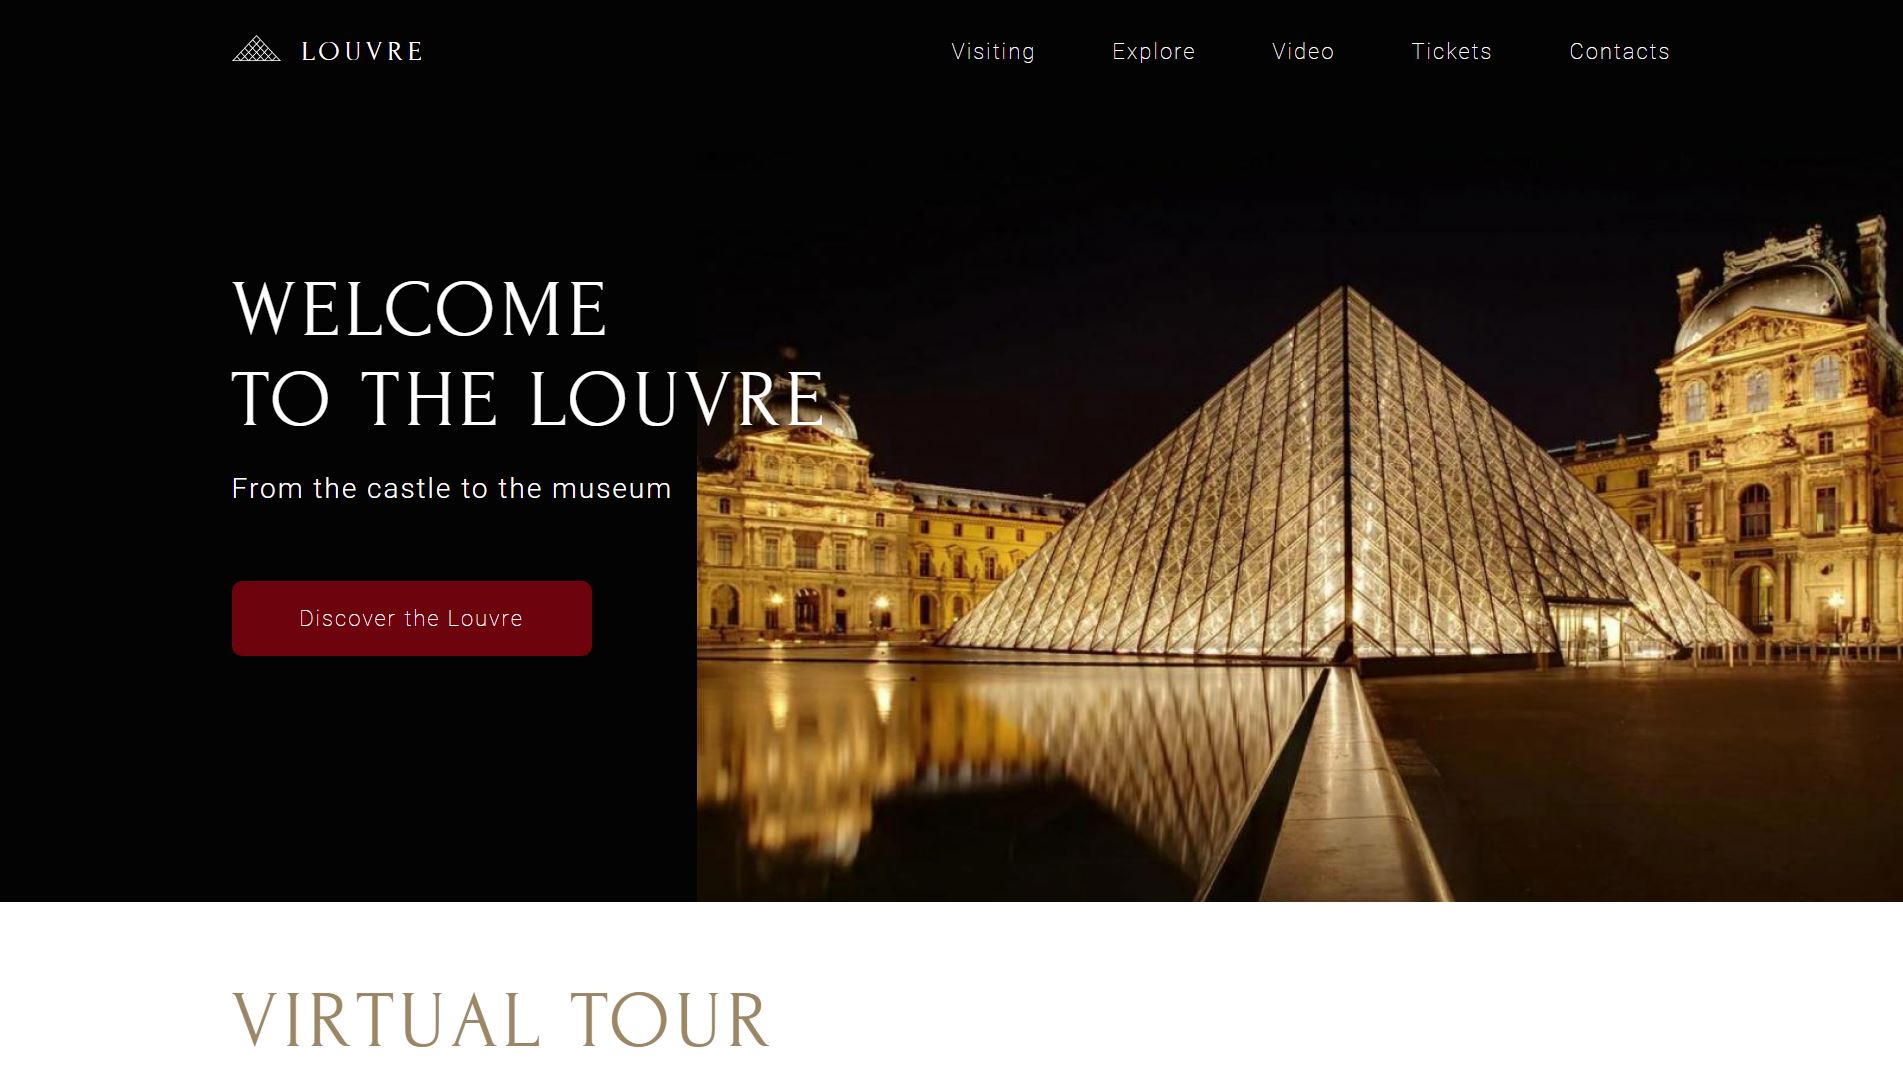 LOUVRE
Visiting
Explore
Video
Tickets
Contacts
WELCOME
TO THE LOUVRE
From the castle to the museum
Discover the Louvre
VIRTUAL TOUR